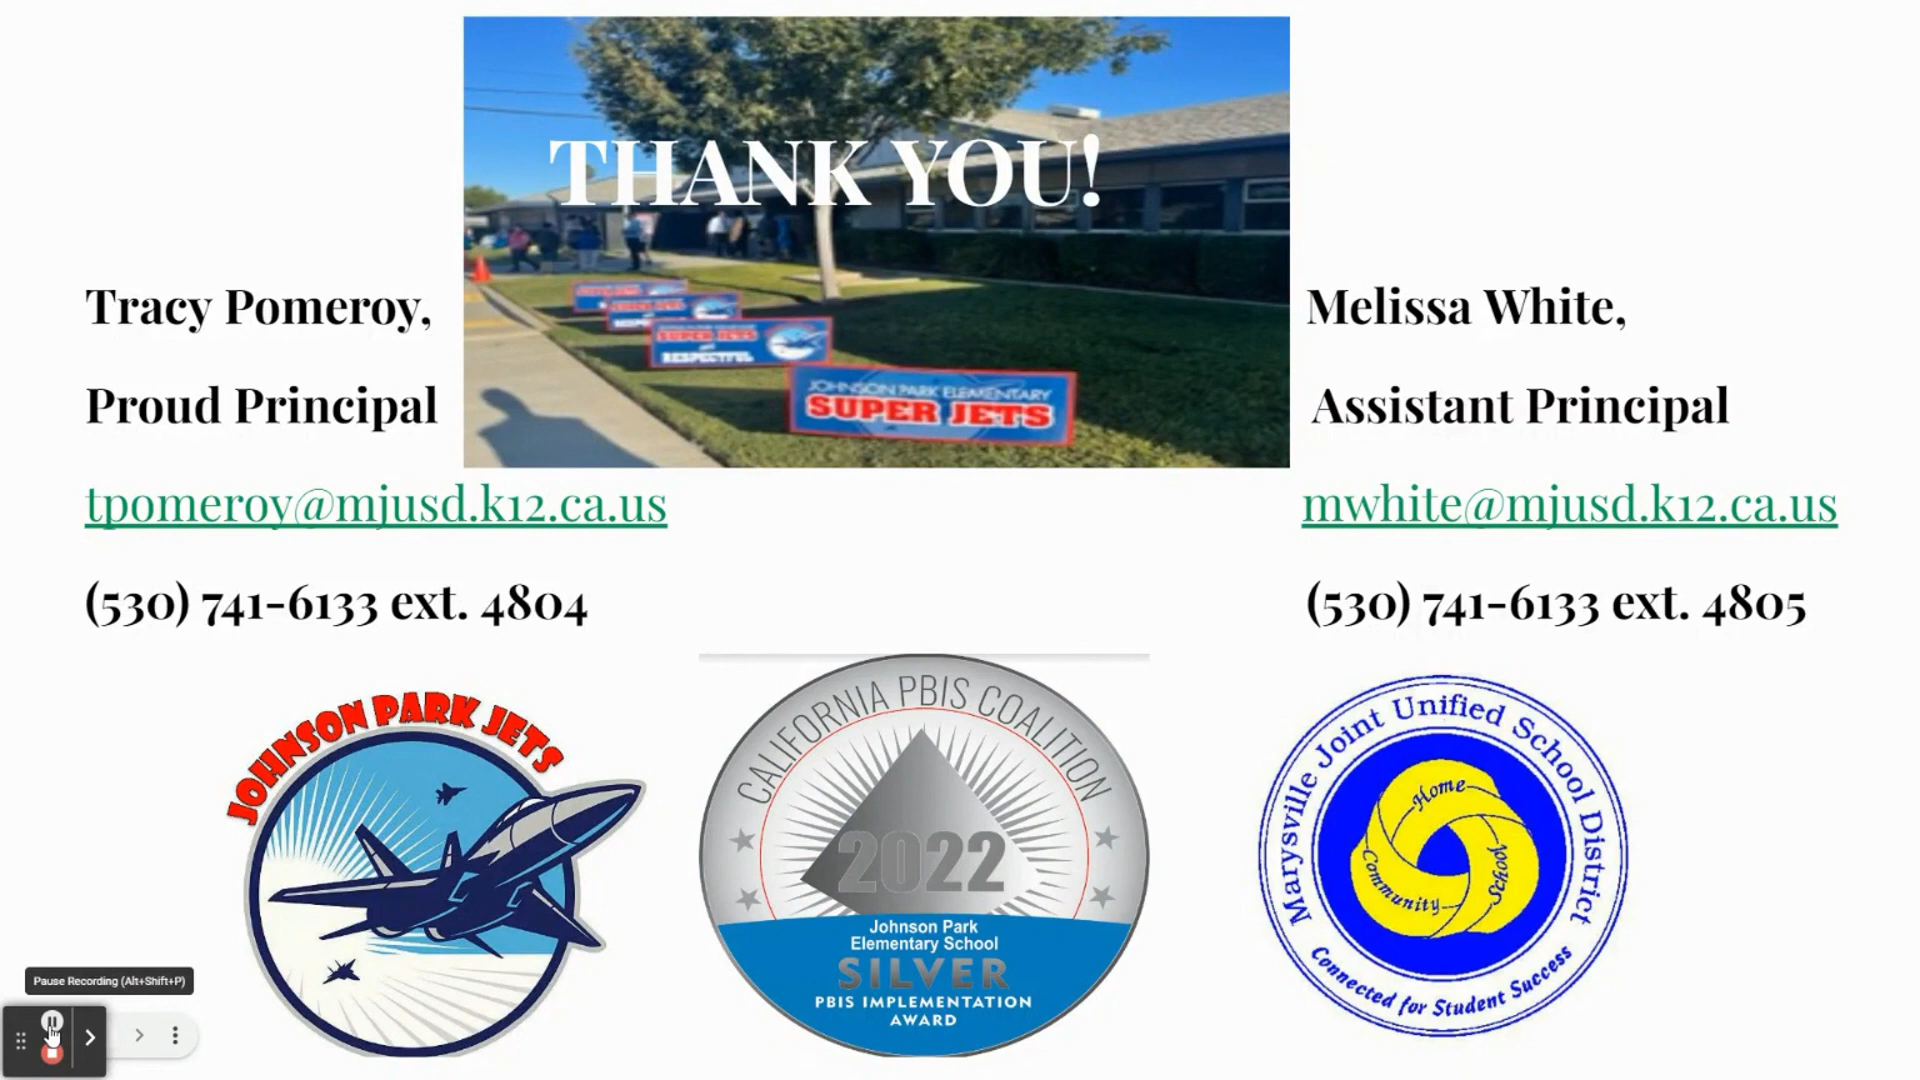 THANK YOU!
SUPER JETS
RESPECTFUL
JOHNSON PARK ELEMENTARY
SUPER JETS
Tracy Pomeroy,
Proud Principal
tpomeroy@mjusd.k12.ca.us
(530) 741-6133 ext. 4804
Melissa White,
Assistant Principal
mwhite@mjusd.k12.ca.us
(530) 741-6133 ext. 4805
JOHNSON PARK JETS
CALIFORNIA PBIS COALITION
2022
Johnson Park
Elementary School
SILVER
PBIS IMPLEMENTATION
AWARD
Marysville Joint Unified School District
Home
Community
School
Connected for Student Success
Pause Recording (Alt+Shift+P)